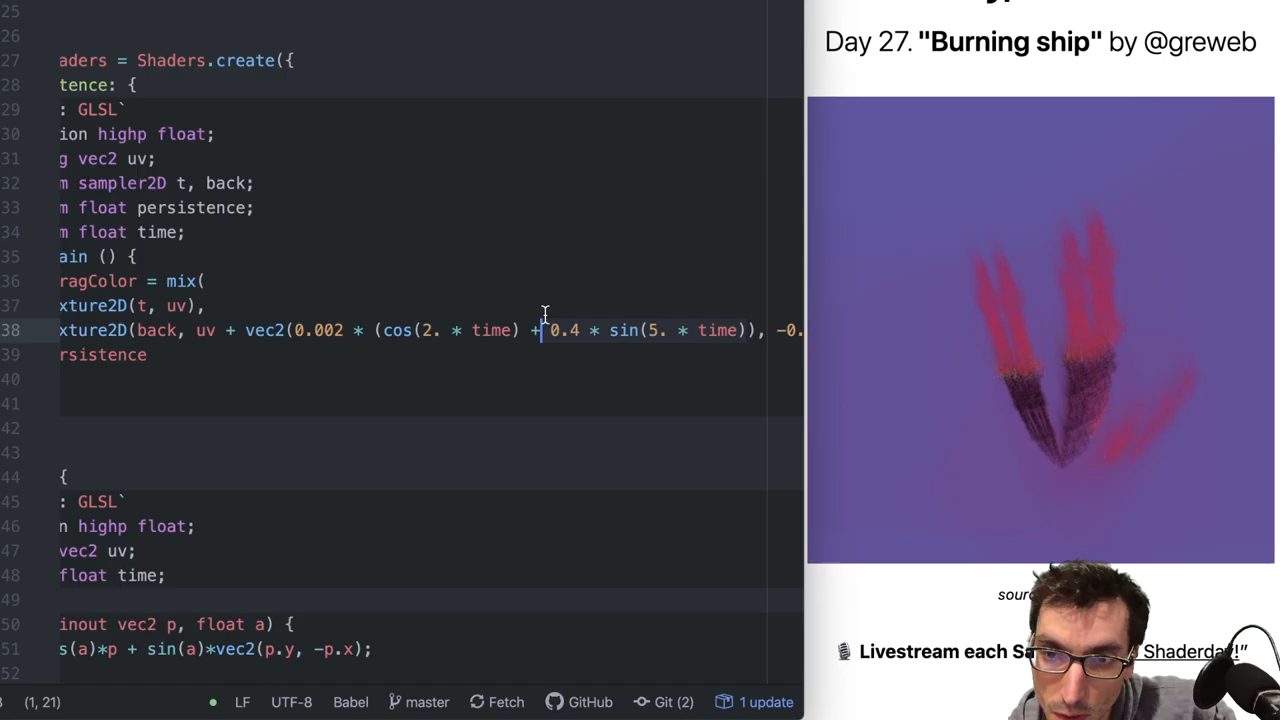 25
26
27 aders = Shaders.create({
28 tence: {
29 : GLSL`
30 ion highp float;
31 g vec2 uv;
32 m sampler2D t, back;
33 m float persistence;
34 m float time;
35 ain () {
36 ragColor = mix(
37 xture2D(t, uv),
38 xture2D(back, uv + vec2(0.002 * (cos(2. * time) + 0.4 * sin(5. * time)), -0.
39 rsistence
40
41
42
43
44 {
45 : GLSL`
46 n highp float;
47 vec2 uv;
48 float time;
49
50 inout vec2 p, float a) {
51 s(a)*p + sin(a)*vec2(p.y, -p.x);
52
(1, 21) LF UTF-8 Babel master Fetch GitHub Git (2) 1 update
Day 27. "Burning ship" by @greweb
🎙 Livestream each Shaderday!”